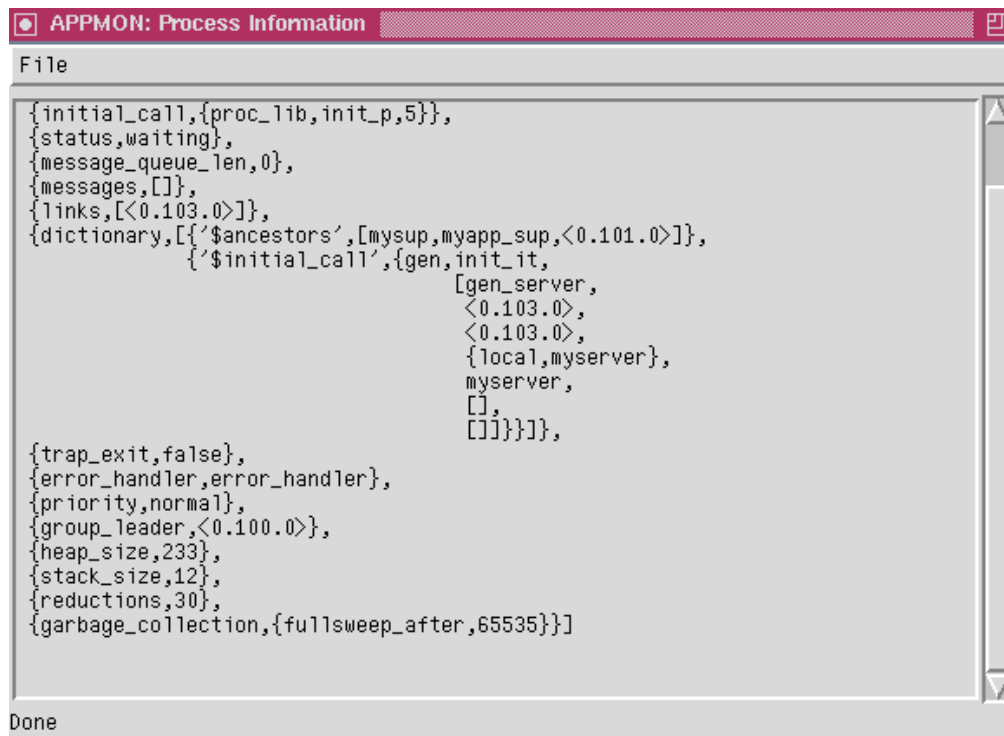 APPMON: Process Information
File
{initial_call,{proc_lib,init_p,5}},
{status,waiting},
{message_queue_len,0},
{messages,[]},
{links,[<0.103.0>]},
{dictionary,[{'$ancestors',[mysup,myapp_sup,<0.101.0>]},
{'$initial_call',{gen,init_it,
[gen_server,
<0.103.0>,
<0.103.0>,
{local,myserver},
myserver,
[],
[]]}}]},
{trap_exit,false},
{error_handler,error_handler},
{priority,normal},
{group_leader,<0.100.0>},
{heap_size,233},
{stack_size,12},
{reductions,30},
{garbage_collection,{fullsweep_after,65535}}]
Done